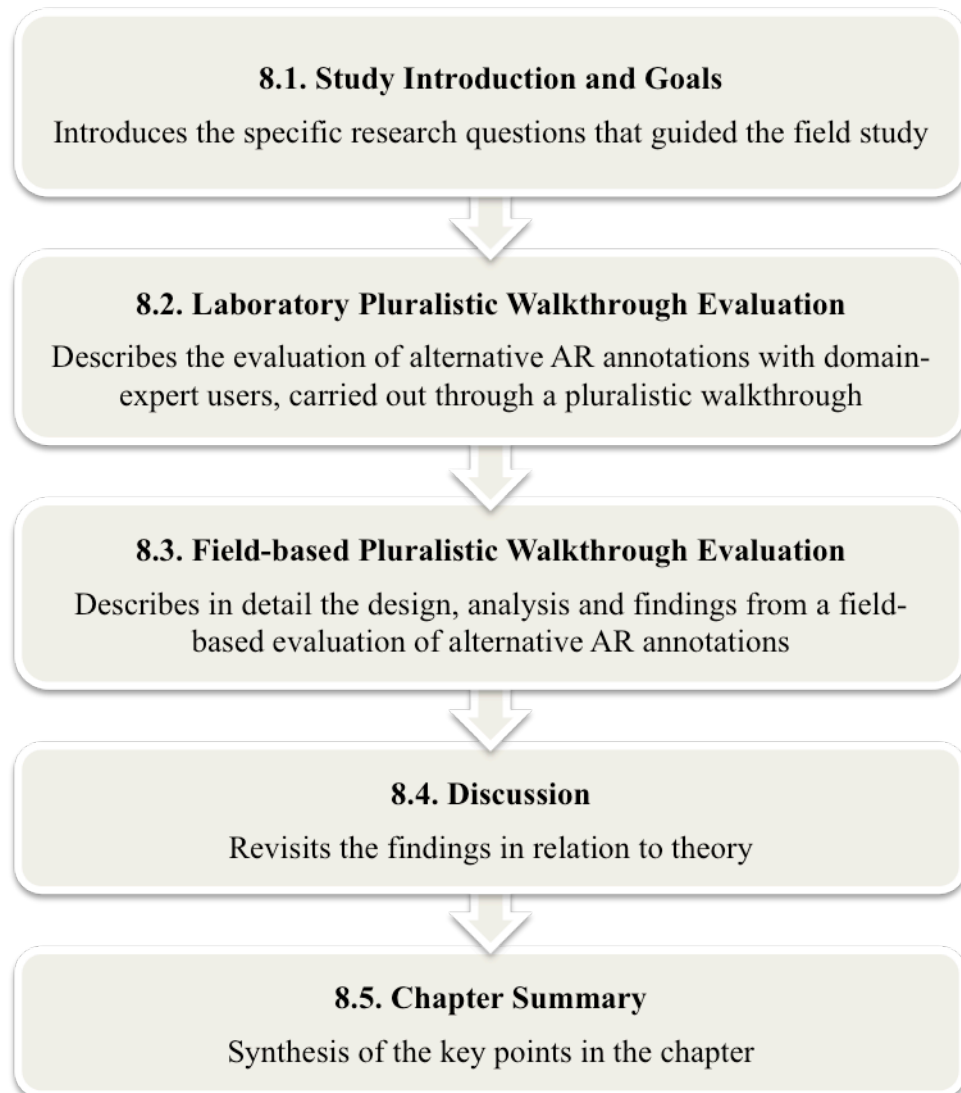 8.1. Study Introduction and Goals
Introduces the specific research questions that guided the field study
8.2. Laboratory Pluralistic Walkthrough Evaluation
Describes the evaluation of alternative AR annotations with domain-
expert users, carried out through a pluralistic walkthrough
8.3. Field-based Pluralistic Walkthrough Evaluation
Describes in detail the design, analysis and findings from a field-
based evaluation of alternative AR annotations
8.4. Discussion
Revisits the findings in relation to theory
8.5. Chapter Summary
Synthesis of the key points in the chapter